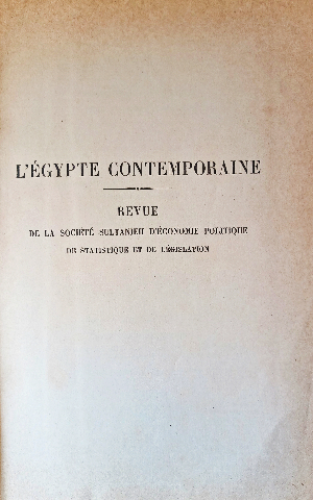 L'ÉGYPTE CONTEMPORAINE
REVUE
DE LA SOCIÉTÉ SULTANIEH D'ÉCONOMIE POLITIQUE
DE STATISTIQUE ET DE LÉGISLATION